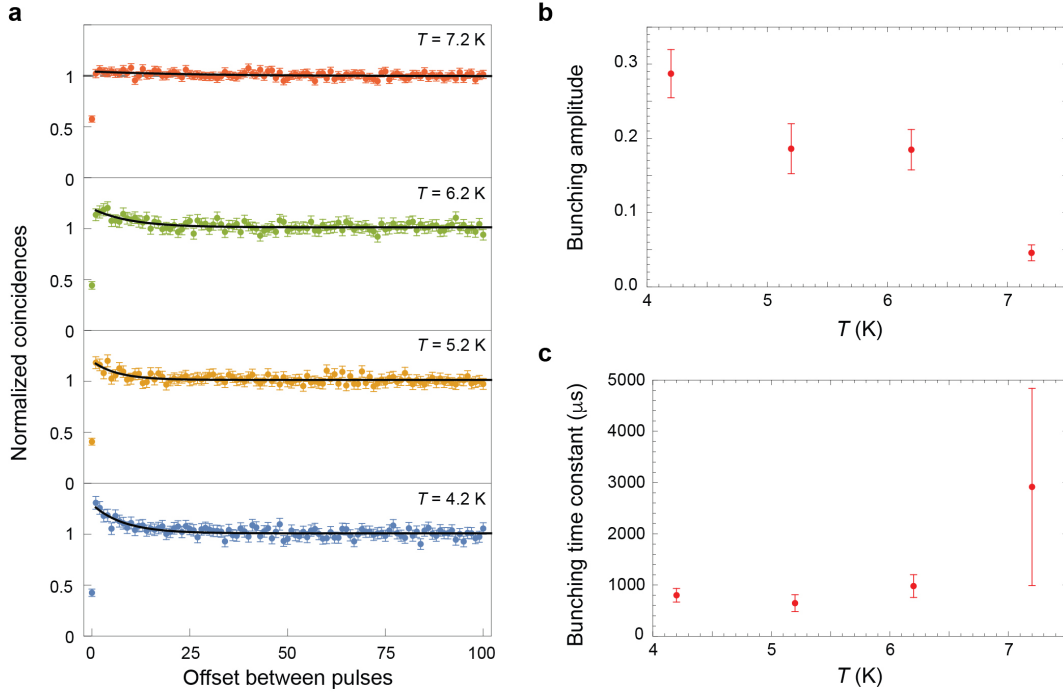 a
T = 7.2 K
1
0.5
0
T = 6.2 K
1
0.5
0
T = 5.2 K
1
0.5
0
T = 4.2 K
1
0.5
0
0 25 50 75 100
Offset between pulses
Normalized coincidences
b
0.3
0.2
0.1
0.0
4 5 6 7
T (K)
Bunching amplitude
c
5000
4000
3000
2000
1000
0
4 5 6 7
T (K)
Bunching time constant (μs)